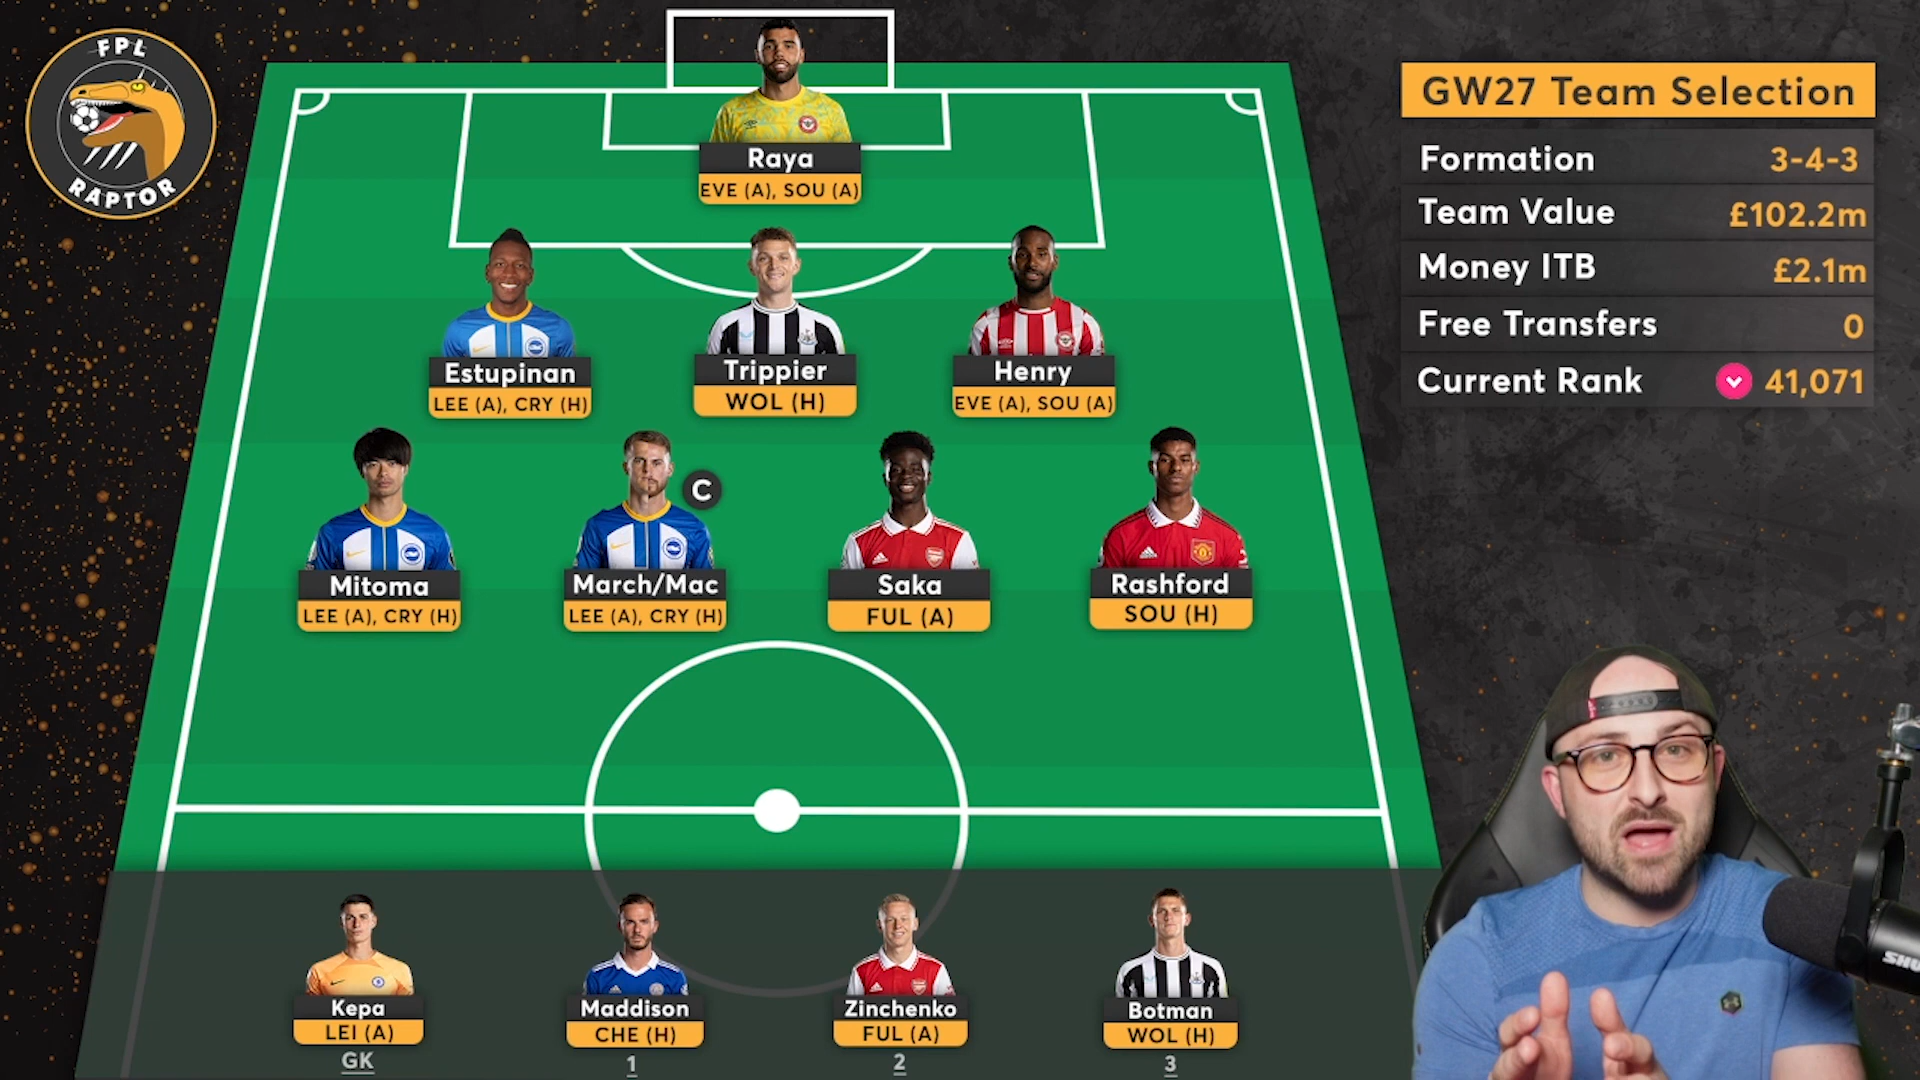 FPL
RAPTOR
GW27 Team Selection
Formation 3-4-3
Team Value £102.2m
Money ITB £2.1m
Free Transfers 0
Current Rank 41,071
Raya
EVE (A), SOU (A)
Estupinan
LEE (A), CRY (H)
Trippier
WOL (H)
Henry
EVE (A), SOU (A)
C
Mitoma
LEE (A), CRY (H)
March/Mac
LEE (A), CRY (H)
Saka
FUL (A)
Rashford
SOU (H)
Kepa
LEI (A)
GK
Maddison
CHE (H)
1
Zinchenko
FUL (A)
2
Botman
WOL (H)
3